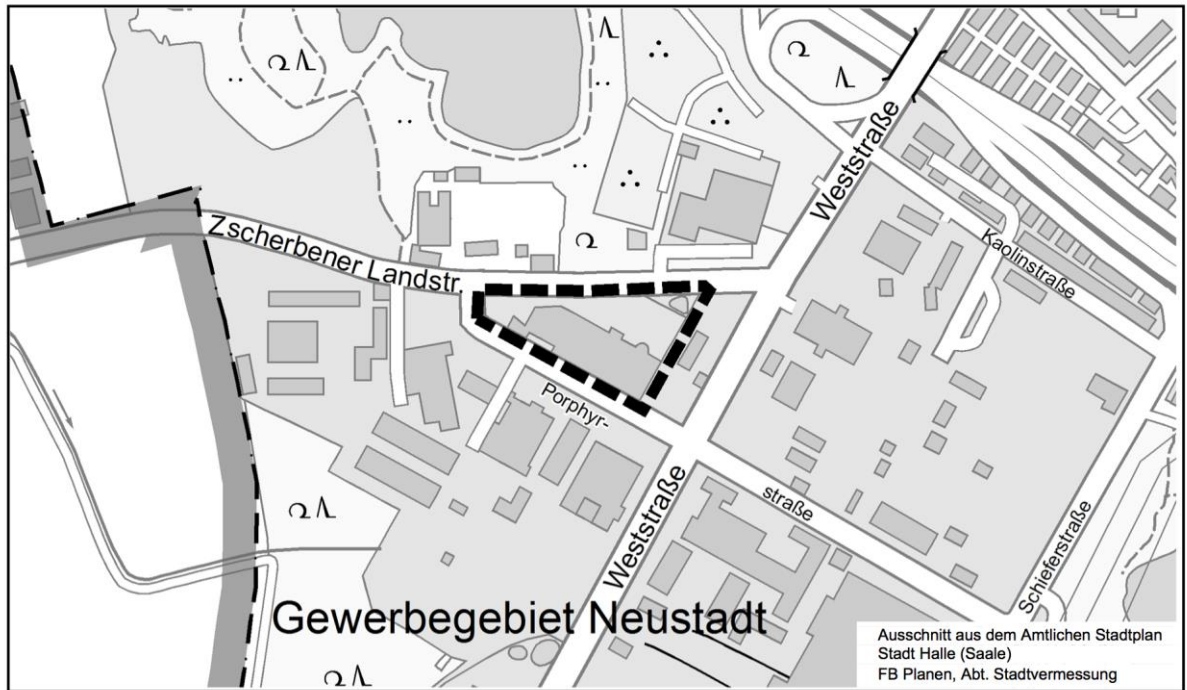 Weststraße
Kaolinstraße
Zscherbener Landstr.
Porphyr-
straße
Weststraße
Schieferstraße
Gewerbegebiet Neustadt
Ausschnitt aus dem Amtlichen Stadtplan
Stadt Halle (Saale)
FB Planen, Abt. Stadtvermessung